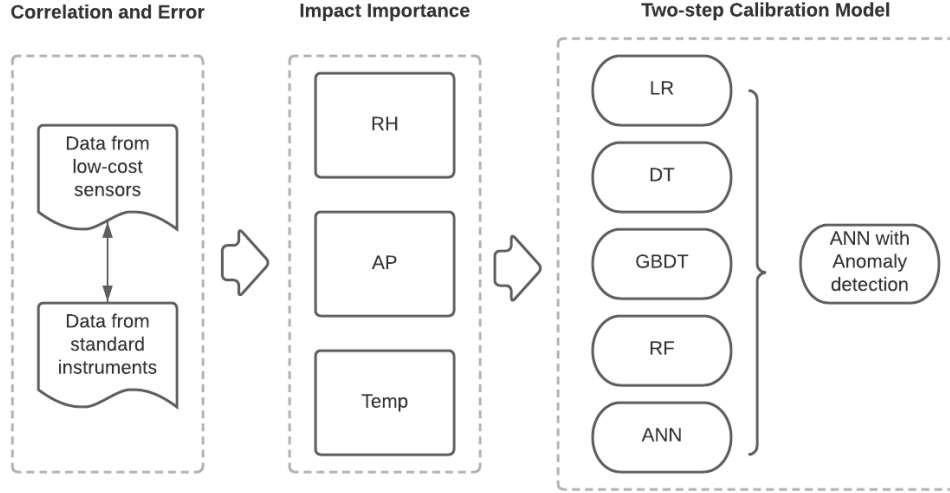 Correlation and Error
Impact Importance
Two-step Calibration Model
Data from
low-cost
sensors
Data from
standard
instruments
RH
AP
Temp
LR
DT
GBDT
RF
ANN
ANN with
Anomaly
detection